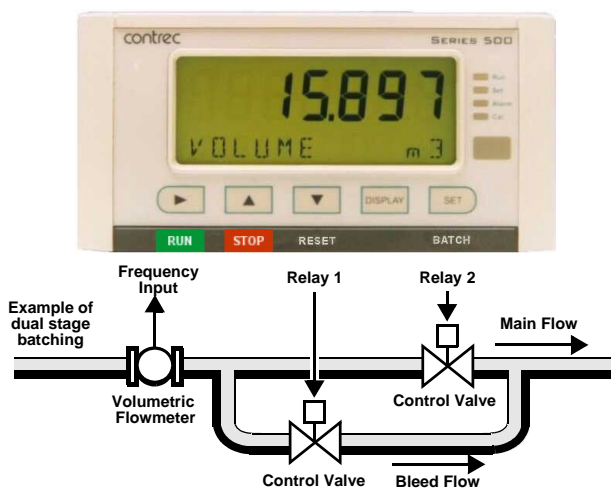 contrec SERIES 500
15.897
VOLUME m3
Run
Set
Alarm
Cal
DISPLAY SET
RUN STOP RESET BATCH
Frequency
Input
Relay 1 Relay 2
Example of
dual stage
batching
Main Flow
Volumetric
Flowmeter
Control Valve
Control Valve
Bleed Flow